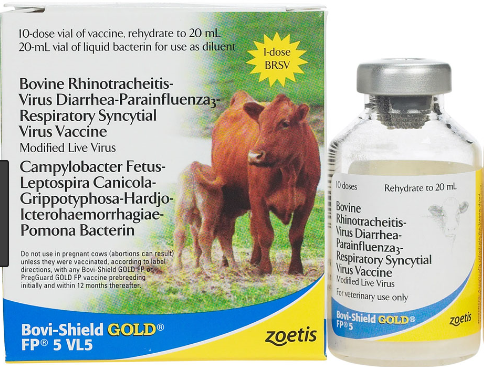 10-dose vial of vaccine, rehydrate to 20 mL
20-mL vial of liquid bacterin for use as diluent
1-dose
BRSV
Bovine Rhinotracheitis-
Virus Diarrhea-Parainfluenza3-
Respiratory Syncytial
Virus Vaccine
Modified Live Virus
Campylobacter Fetus-
Leptospira Canicola-
Grippotyphosa-Hardjo-
Icterohaemorrhagiae-
Pomona Bacterin
Do not use in pregnant cows (abortions can result)
unless they were vaccinated, according to label
directions, with any Bovi-Shield GOLD FP or
PregGuard GOLD FP vaccine prebreeding
initially and within 12 months thereafter.
Bovi-Shield GOLD®
FP® 5 VL5
zoetis
10 doses
Rehydrate to 20 mL
Bovine
Rhinotracheitis-
Virus Diarrhea-
Parainfluenza3-
Respiratory Syncytial
Virus Vaccine
Modified Live Virus
For veterinary use only
Bovi-Shield GOLD®
FP® 5
zoetis